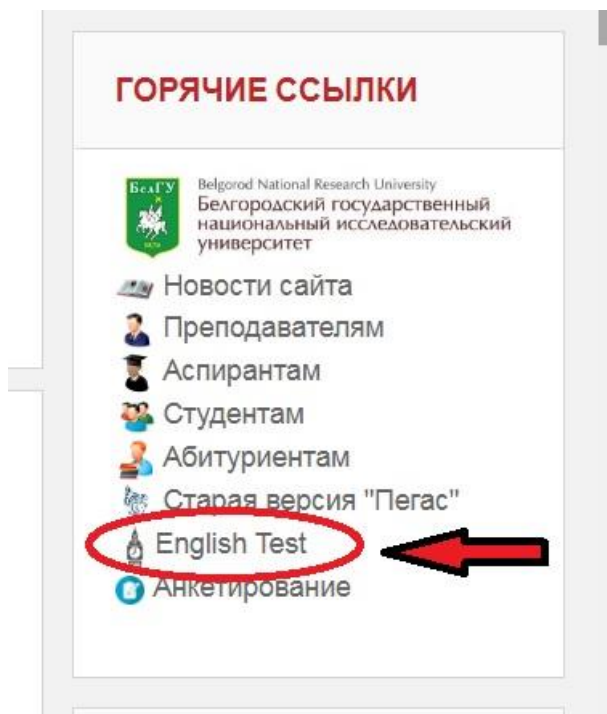 ГОРЯЧИЕ ССЫЛКИ
БелГУ
1876
Belgorod National Research University
Белгородский государственный
национальный исследовательский
университет
Новости сайта
Преподавателям
Аспирантам
Студентам
Абитуриентам
Старая версия "Пегас"
English Test
Анкетирование